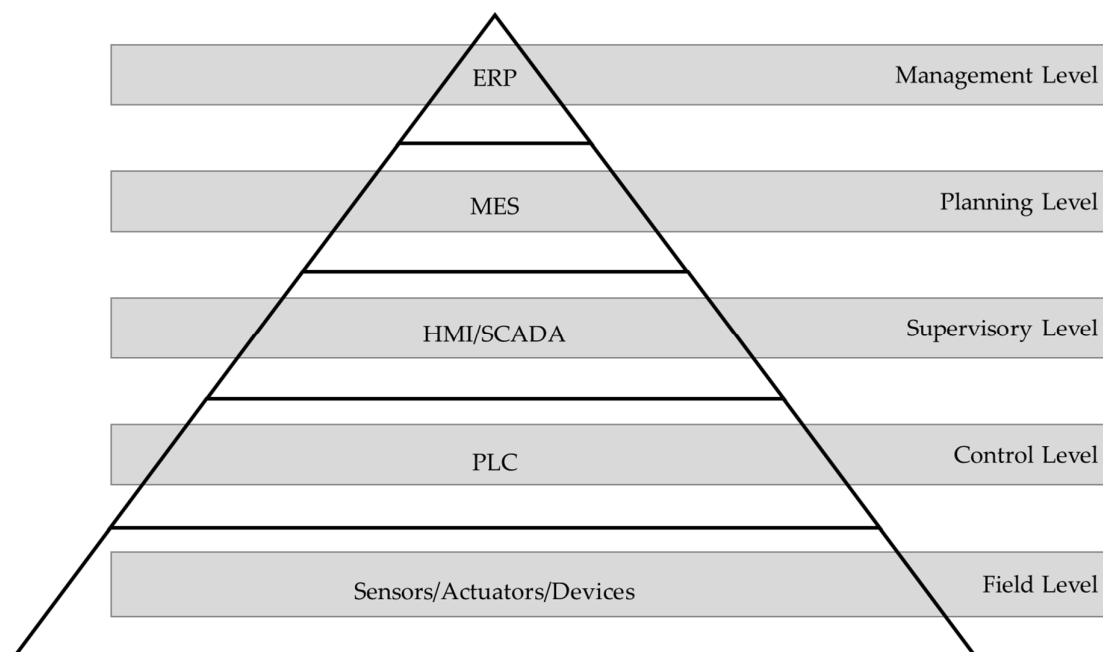 ERP
Management Level
MES
Planning Level
HMI/SCADA
Supervisory Level
PLC
Control Level
Sensors/Actuators/Devices
Field Level